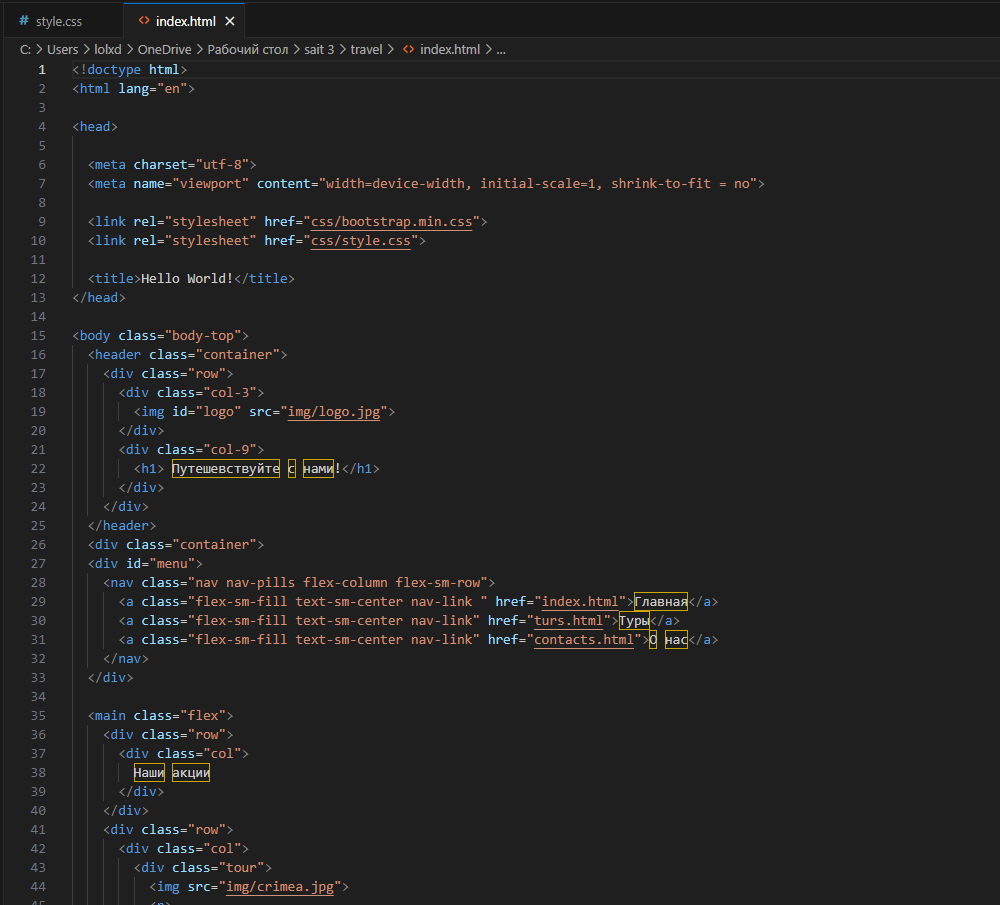 # style.css
<> index.html ×
C: > Users > lolxd > OneDrive > Рабочий стол > sait 3 > travel > <> index.html > ...
1 <!doctype html>
2 <html lang="en">
3
4 <head>
5
6 <meta charset="utf-8">
7 <meta name="viewport" content="width=device-width, initial-scale=1, shrink-to-fit = no">
8
9 <link rel="stylesheet" href="css/bootstrap.min.css">
10 <link rel="stylesheet" href="css/style.css">
11
12 <title>Hello World!</title>
13 </head>
14
15 <body class="body-top">
16 <header class="container">
17 <div class="row">
18 <div class="col-3">
19 <img id="logo" src="img/logo.jpg">
20 </div>
21 <div class="col-9">
22 <h1> Путешевствуйте с нами!</h1>
23 </div>
24 </div>
25 </header>
26 <div class="container">
27 <div id="menu">
28 <nav class="nav nav-pills flex-column flex-sm-row">
29 <a class="flex-sm-fill text-sm-center nav-link " href="index.html">Главная</a>
30 <a class="flex-sm-fill text-sm-center nav-link" href="turs.html">Туры</a>
31 <a class="flex-sm-fill text-sm-center nav-link" href="contacts.html">О нас</a>
32 </nav>
33 </div>
34
35 <main class="flex">
36 <div class="row">
37 <div class="col">
38 Наши акции
39 </div>
40 </div>
41 <div class="row">
42 <div class="col">
43 <div class="tour">
44 <img src="img/crimea.jpg">